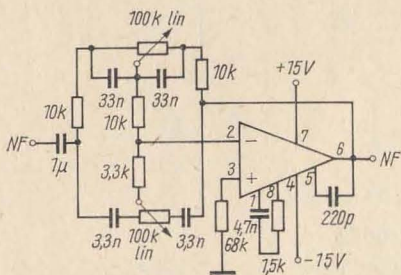 100k lin
33n 33n
10k
10k
10k
+15V
NF
1µ
2
−
7
6
NF
3,3k
3
+
1
8
4
5
3,3n
100k lin
3,3n
68k
4,7n
1,5k
−15V
220p